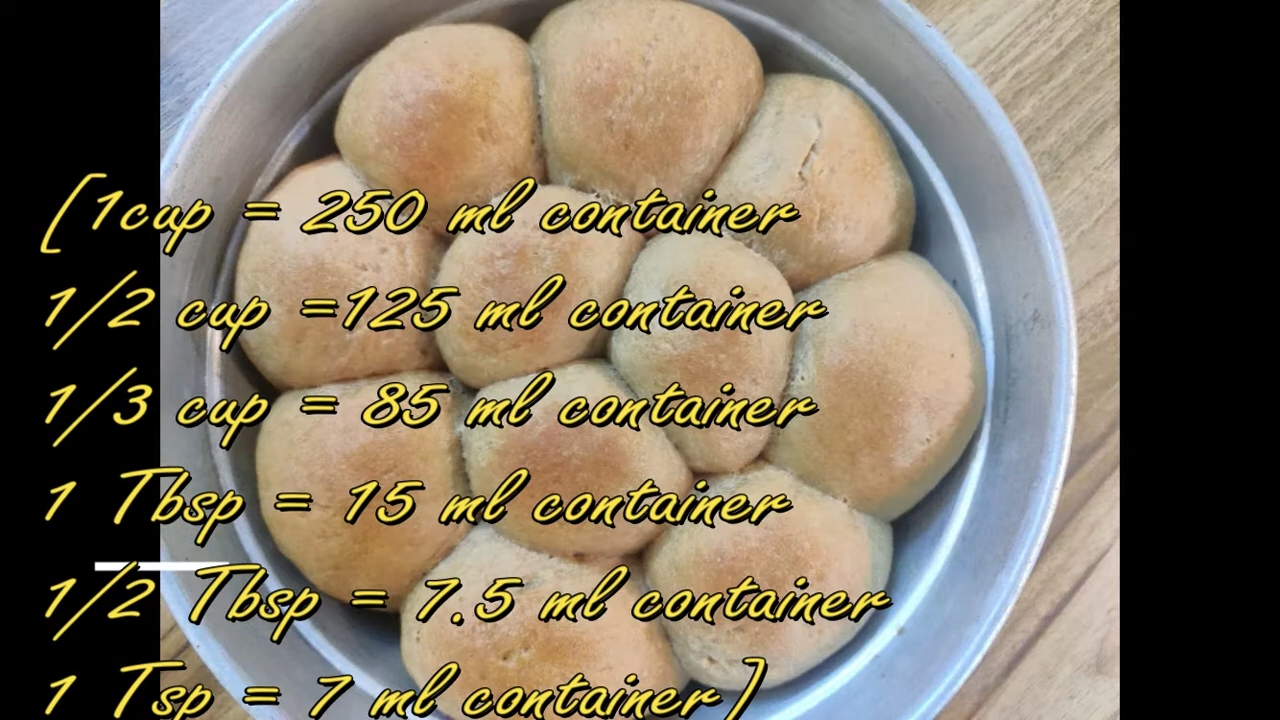 [1cup = 250 ml container
1/2 cup =125 ml container
1/3 cup = 85 ml container
1 Tbsp = 15 ml container
1/2 Tbsp = 7.5 ml container
1 Tsp = 7 ml container]